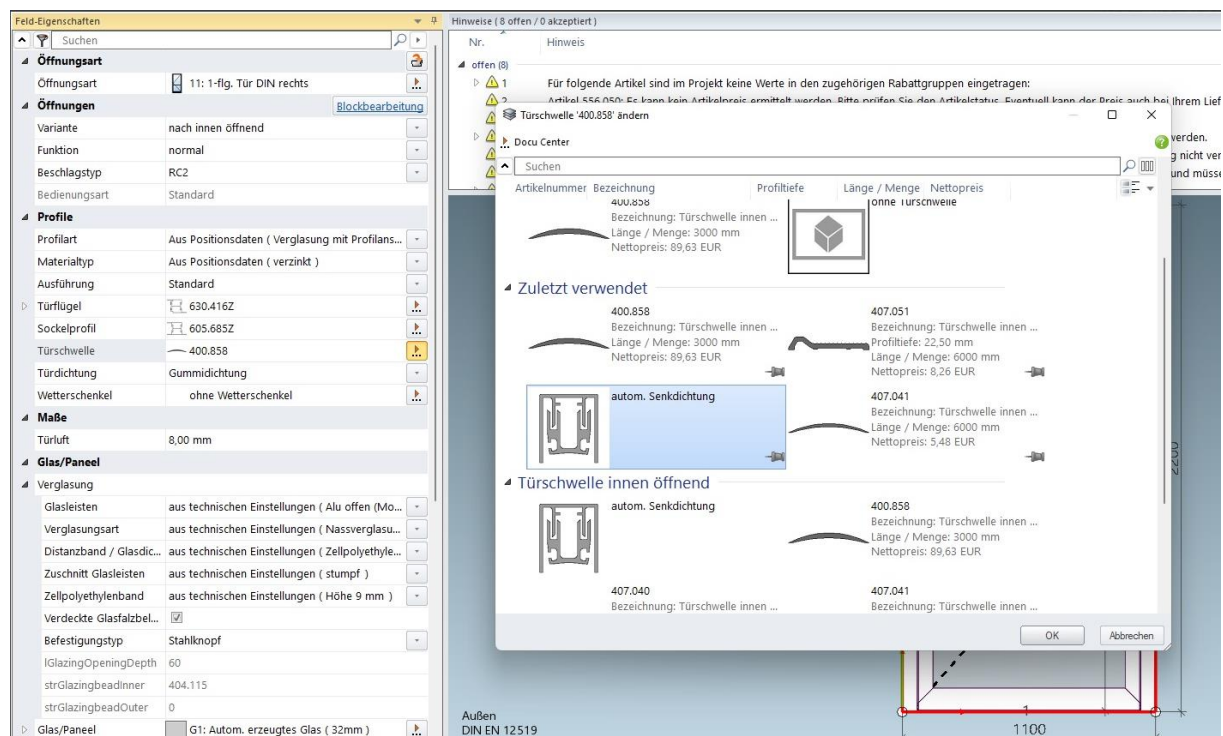 Feld-Eigenschaften
Suchen
Öffnungsart
Öffnungsart 11: 1-flg. Tür DIN rechts
Öffnungen Blockbearbeitung
Variante nach innen öffnend
Funktion normal
Beschlagstyp RC2
Bedienungsart Standard
Profile
Profilart Aus Positionsdaten ( Verglasung mit Profilans...
Materialtyp Aus Positionsdaten ( verzinkt )
Ausführung Standard
Türflügel 630.416Z
Sockelprofil 605.685Z
Türschwelle 400.858
Türdichtung Gummidichtung
Wetterschenkel ohne Wetterschenkel
Maße
Türluft 8,00 mm
Glas/Paneel
Verglasung
Glasleisten aus technischen Einstellungen ( Alu offen (Mo...
Verglasungsart aus technischen Einstellungen ( Nassverglasu...
Distanzband / Glasdic... aus technischen Einstellungen ( Zellpolyethyle...
Zuschnitt Glasleisten aus technischen Einstellungen ( stumpf )
Zellpolyethylenband aus technischen Einstellungen ( Höhe 9 mm )
Verdeckte Glasfalzbel...
Befestigungstyp Stahlknopf
lGlazingOpeningDepth 60
strGlazingbeadInner 404.115
strGlazingbeadOuter 0
Glas/Paneel G1: Autom. erzeugtes Glas ( 32mm )
Hinweise ( 8 offen / 0 akzeptiert )
Nr. Hinweis
offen (8)
1 Für folgende Artikel sind im Projekt keine Werte in den zugehörigen Rabattgruppen eingetragen:
2 Artikel 556.050: Es kann kein Artikelpreis ermittelt werden. Bitte prüfen Sie den Artikelstatus. Eventuell kann der Preis auch bei Ihrem Lief
werden.
g nicht ver
und müsse
Türschwelle '400.858' ändern
Docu Center
Suchen
Artikelnummer Bezeichnung Profiltiefe Länge / Menge Nettopreis
400.858
Bezeichnung: Türschwelle innen ...
Länge / Menge: 3000 mm
Nettopreis: 89,63 EUR
ohne Türschwelle
Zuletzt verwendet
400.858
Bezeichnung: Türschwelle innen ...
Länge / Menge: 3000 mm
Nettopreis: 89,63 EUR
407.051
Bezeichnung: Türschwelle innen ...
Profiltiefe: 22,50 mm
Länge / Menge: 6000 mm
Nettopreis: 8,26 EUR
autom. Senkdichtung
407.041
Bezeichnung: Türschwelle innen ...
Länge / Menge: 6000 mm
Nettopreis: 5,48 EUR
Türschwelle innen öffnend
autom. Senkdichtung
400.858
Bezeichnung: Türschwelle innen ...
Länge / Menge: 3000 mm
Nettopreis: 89,63 EUR
407.040
Bezeichnung: Türschwelle innen ...
407.041
Bezeichnung: Türschwelle innen ...
OK Abbrechen
2200
1
1100
Außen
DIN EN 12519